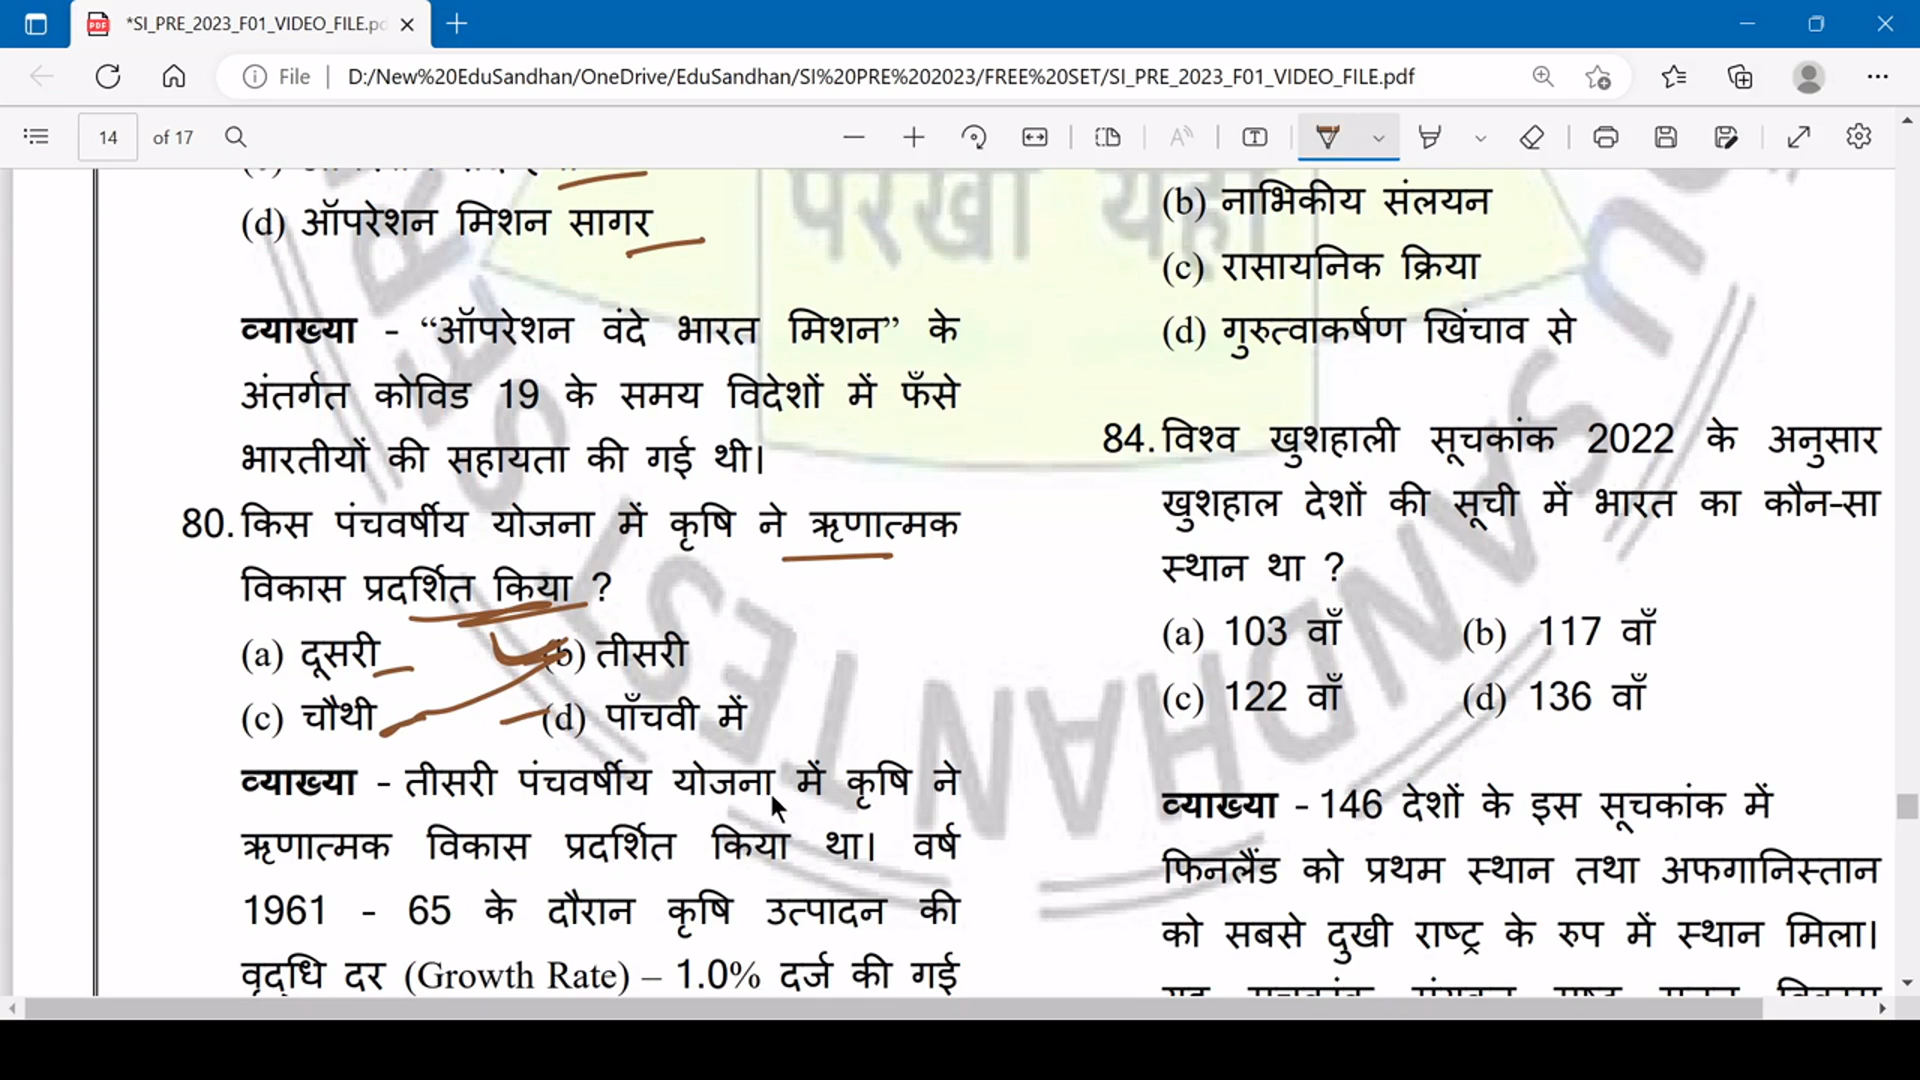 *SI_PRE_2023_F01_VIDEO_FILE.pd
File
D:/New%20EduSandhan/OneDrive/EduSandhan/SI%20PRE%202023/FREE%20SET/SI_PRE_2023_F01_VIDEO_FILE.pdf
14 of 17
(d) ऑपरेशन मिशन सागर
व्याख्या - “ऑपरेशन वंदे भारत मिशन” के
अंतर्गत कोविड 19 के समय विदेशों में फँसे
भारतीयों की सहायता की गई थी।
80. किस पंचवर्षीय योजना में कृषि ने ऋणात्मक
विकास प्रदर्शित किया ?
(a) दूसरी (b) तीसरी
(c) चौथी (d) पाँचवी में
व्याख्या - तीसरी पंचवर्षीय योजना में कृषि ने
ऋणात्मक विकास प्रदर्शित किया था। वर्ष
1961 - 65 के दौरान कृषि उत्पादन की
वृद्धि दर (Growth Rate) – 1.0% दर्ज की गई
(b) नाभिकीय संलयन
(c) रासायनिक क्रिया
(d) गुरुत्वाकर्षण खिंचाव से
84. विश्व खुशहाली सूचकांक 2022 के अनुसार
खुशहाल देशों की सूची में भारत का कौन-सा
स्थान था ?
(a) 103 वाँ (b) 117 वाँ
(c) 122 वाँ (d) 136 वाँ
व्याख्या - 146 देशों के इस सूचकांक में
फिनलैंड को प्रथम स्थान तथा अफगानिस्तान
को सबसे दुखी राष्ट्र के रुप में स्थान मिला।
परखा यहाँ